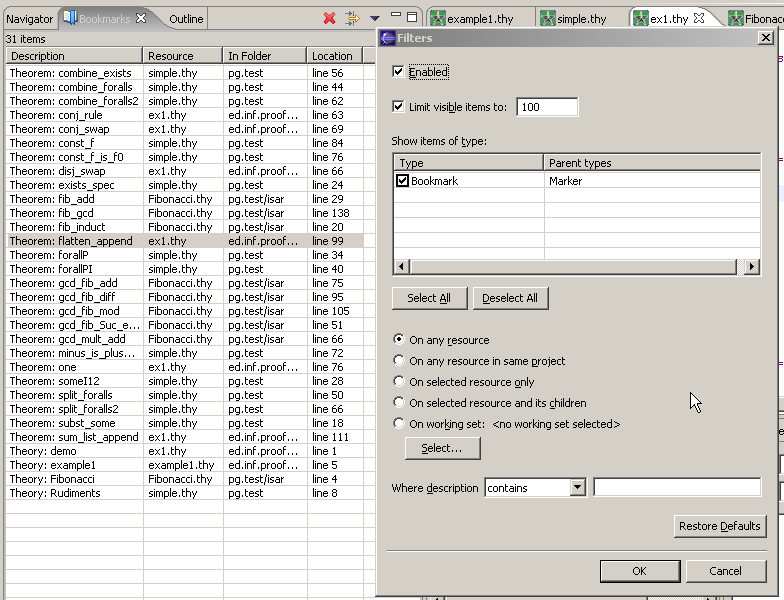 Navigator Bookmarks Outline example1.thy simple.thy ex1.thy Fibonac
31 items
Description Resource In Folder Location
Theorem: combine_exists simple.thy pg.test line 56
Theorem: combine_foralls simple.thy pg.test line 44
Theorem: combine_foralls2 simple.thy pg.test line 62
Theorem: conj_rule ex1.thy ed.inf.proof... line 63
Theorem: conj_swap ex1.thy ed.inf.proof... line 69
Theorem: const_f simple.thy pg.test line 84
Theorem: const_f_is_f0 simple.thy pg.test line 76
Theorem: disj_swap ex1.thy ed.inf.proof... line 66
Theorem: exists_spec simple.thy pg.test line 24
Theorem: fib_add Fibonacci.thy pg.test/isar line 29
Theorem: fib_gcd Fibonacci.thy pg.test/isar line 138
Theorem: fib_induct Fibonacci.thy pg.test/isar line 20
Theorem: flatten_append ex1.thy ed.inf.proof... line 99
Theorem: forallP simple.thy pg.test line 34
Theorem: forallPI simple.thy pg.test line 40
Theorem: gcd_fib_add Fibonacci.thy pg.test/isar line 75
Theorem: gcd_fib_diff Fibonacci.thy pg.test/isar line 95
Theorem: gcd_fib_mod Fibonacci.thy pg.test/isar line 105
Theorem: gcd_fib_Suc_e... Fibonacci.thy pg.test/isar line 51
Theorem: gcd_mult_add Fibonacci.thy pg.test/isar line 66
Theorem: minus_is_plus... simple.thy pg.test line 72
Theorem: one ex1.thy ed.inf.proof... line 76
Theorem: someI12 simple.thy pg.test line 28
Theorem: split_foralls simple.thy pg.test line 50
Theorem: split_foralls2 simple.thy pg.test line 66
Theorem: subst_some simple.thy pg.test line 18
Theorem: sum_list_append ex1.thy ed.inf.proof... line 111
Theory: demo ex1.thy ed.inf.proof... line 1
Theory: example1 example1.thy ed.inf.proof... line 5
Theory: Fibonacci Fibonacci.thy pg.test/isar line 4
Theory: Rudiments simple.thy pg.test line 8
Filters
Enabled
Limit visible items to: 100
Show items of type:
Type Parent types
Bookmark Marker
Select All Deselect All
On any resource
On any resource in same project
On selected resource only
On selected resource and its children
On working set: <no working set selected>
Select...
Where description contains
Restore Defaults
OK Cancel